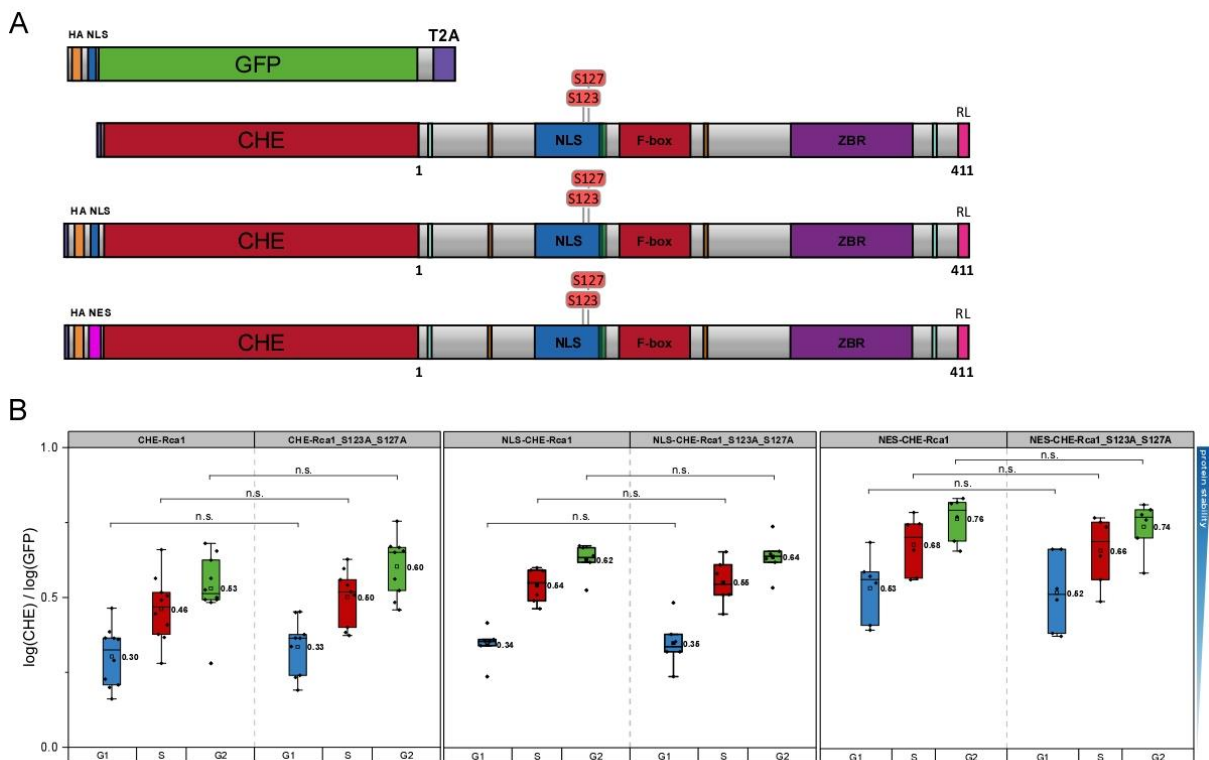 A
HA NLS
T2A
GFP
S127
S123
RL
CHE
NLS
F-box
ZBR
1
411
S127
S123
HA NLS
RL
CHE
NLS
F-box
ZBR
1
411
S127
S123
HA NES
RL
CHE
NLS
F-box
ZBR
1
411
B
CHE-Rca1 CHE-Rca1_S123A_S127A NLS-CHE-Rca1 NLS-CHE-Rca1_S123A_S127A NES-CHE-Rca1 NES-CHE-Rca1_S123A_S127A
1.0
0.5
0.0
log(CHE) / log(GFP)
n.s.
n.s.
n.s.
0.30
0.46
0.53
0.33
0.50
0.60
n.s.
n.s.
n.s.
0.34
0.54
0.62
0.35
0.55
0.64
n.s.
n.s.
n.s.
0.53
0.68
0.76
0.52
0.66
0.74
protein stability
G1 S G2 G1 S G2 G1 S G2 G1 S G2 G1 S G2 G1 S G2